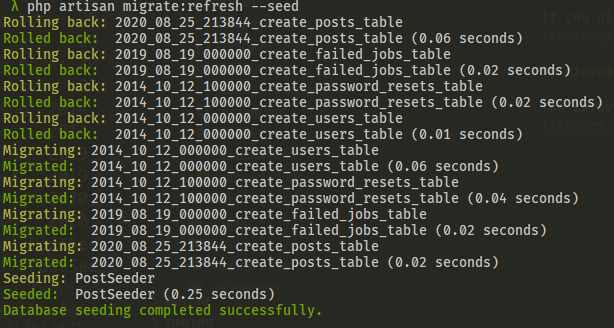 λ php artisan migrate:refresh --seed
Rolling back: 2020_08_25_213844_create_posts_table
Rolled back:  2020_08_25_213844_create_posts_table (0.06 seconds)
Rolling back: 2019_08_19_000000_create_failed_jobs_table
Rolled back:  2019_08_19_000000_create_failed_jobs_table (0.02 seconds)
Rolling back: 2014_10_12_100000_create_password_resets_table
Rolled back:  2014_10_12_100000_create_password_resets_table (0.02 seconds)
Rolling back: 2014_10_12_000000_create_users_table
Rolled back:  2014_10_12_000000_create_users_table (0.01 seconds)
Migrating: 2014_10_12_000000_create_users_table
Migrated:  2014_10_12_000000_create_users_table (0.06 seconds)
Migrating: 2014_10_12_100000_create_password_resets_table
Migrated:  2014_10_12_100000_create_password_resets_table (0.04 seconds)
Migrating: 2019_08_19_000000_create_failed_jobs_table
Migrated:  2019_08_19_000000_create_failed_jobs_table (0.02 seconds)
Migrating: 2020_08_25_213844_create_posts_table
Migrated:  2020_08_25_213844_create_posts_table (0.02 seconds)
Seeding: PostSeeder
Seeded:  PostSeeder (0.25 seconds)
Database seeding completed successfully.